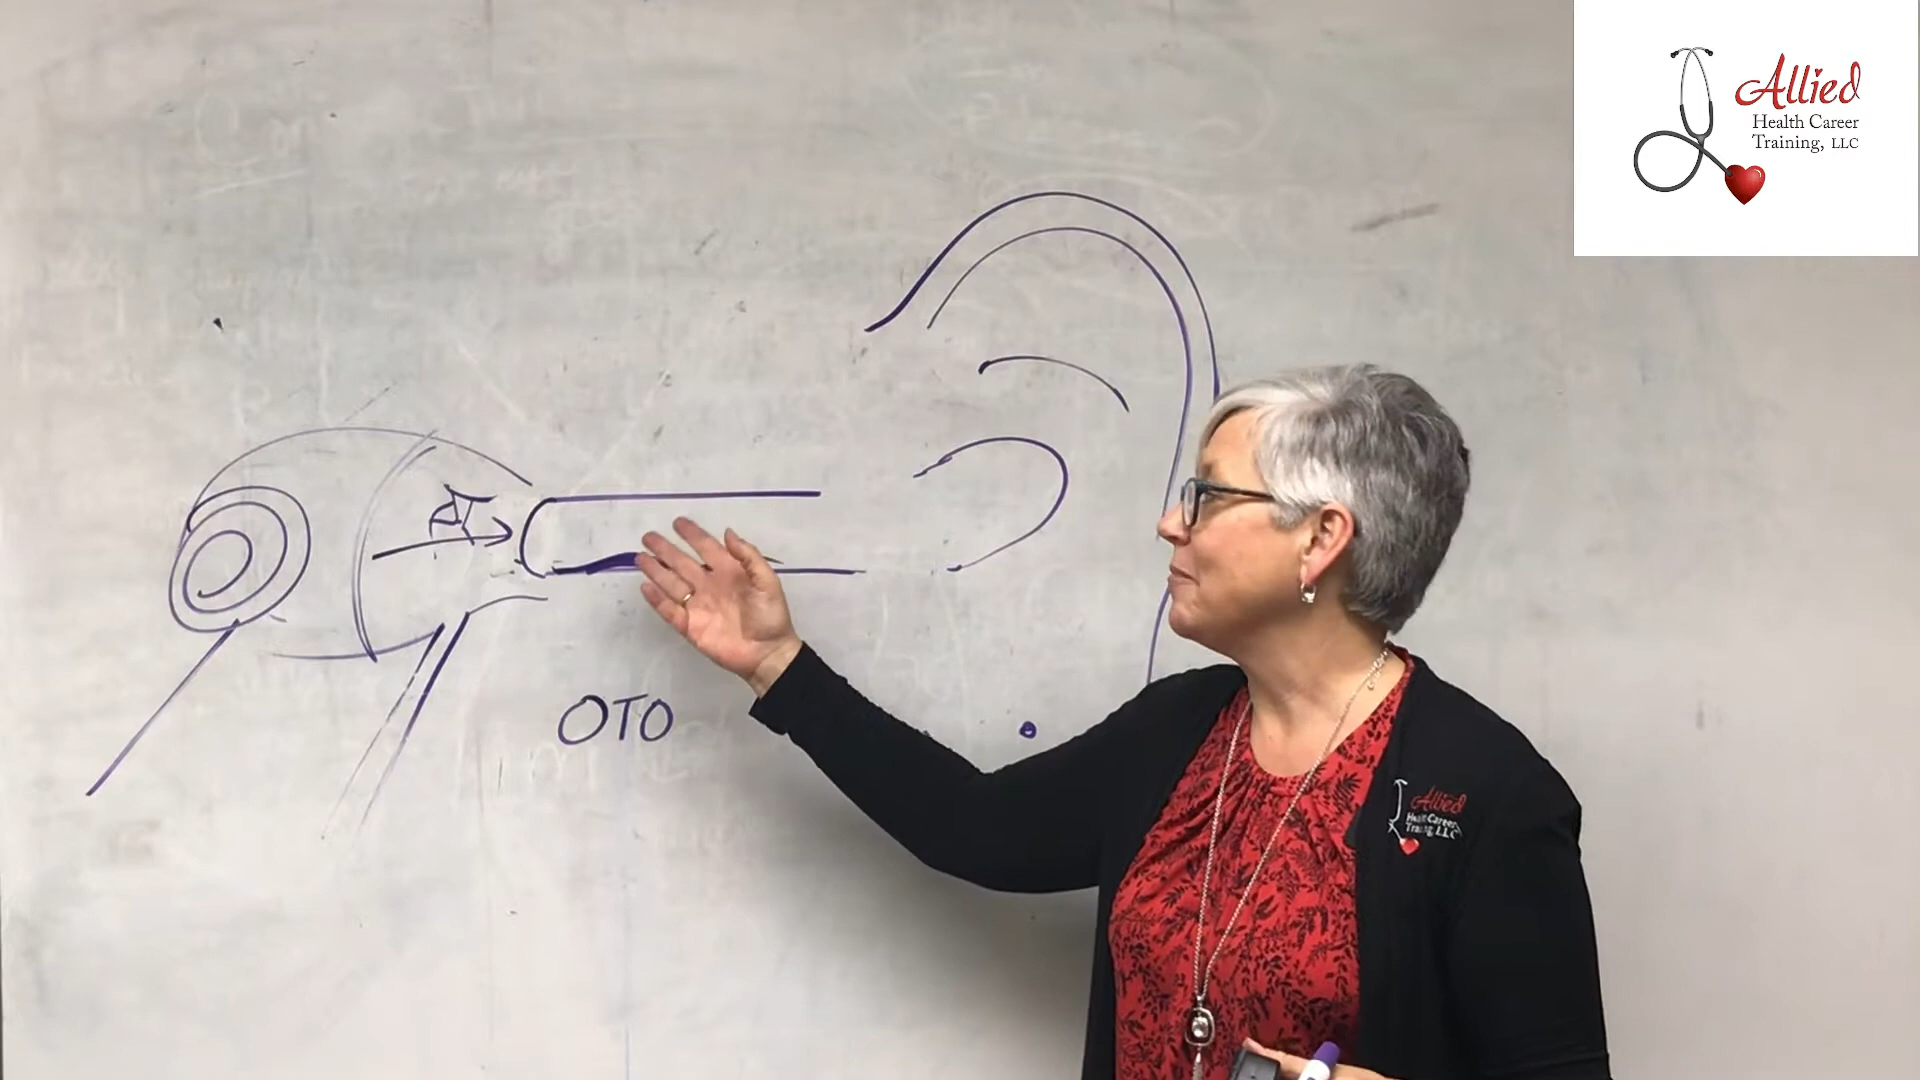 Allied
Health Career
Training, LLC
OTO
Allied
Health Career
Training, LLC